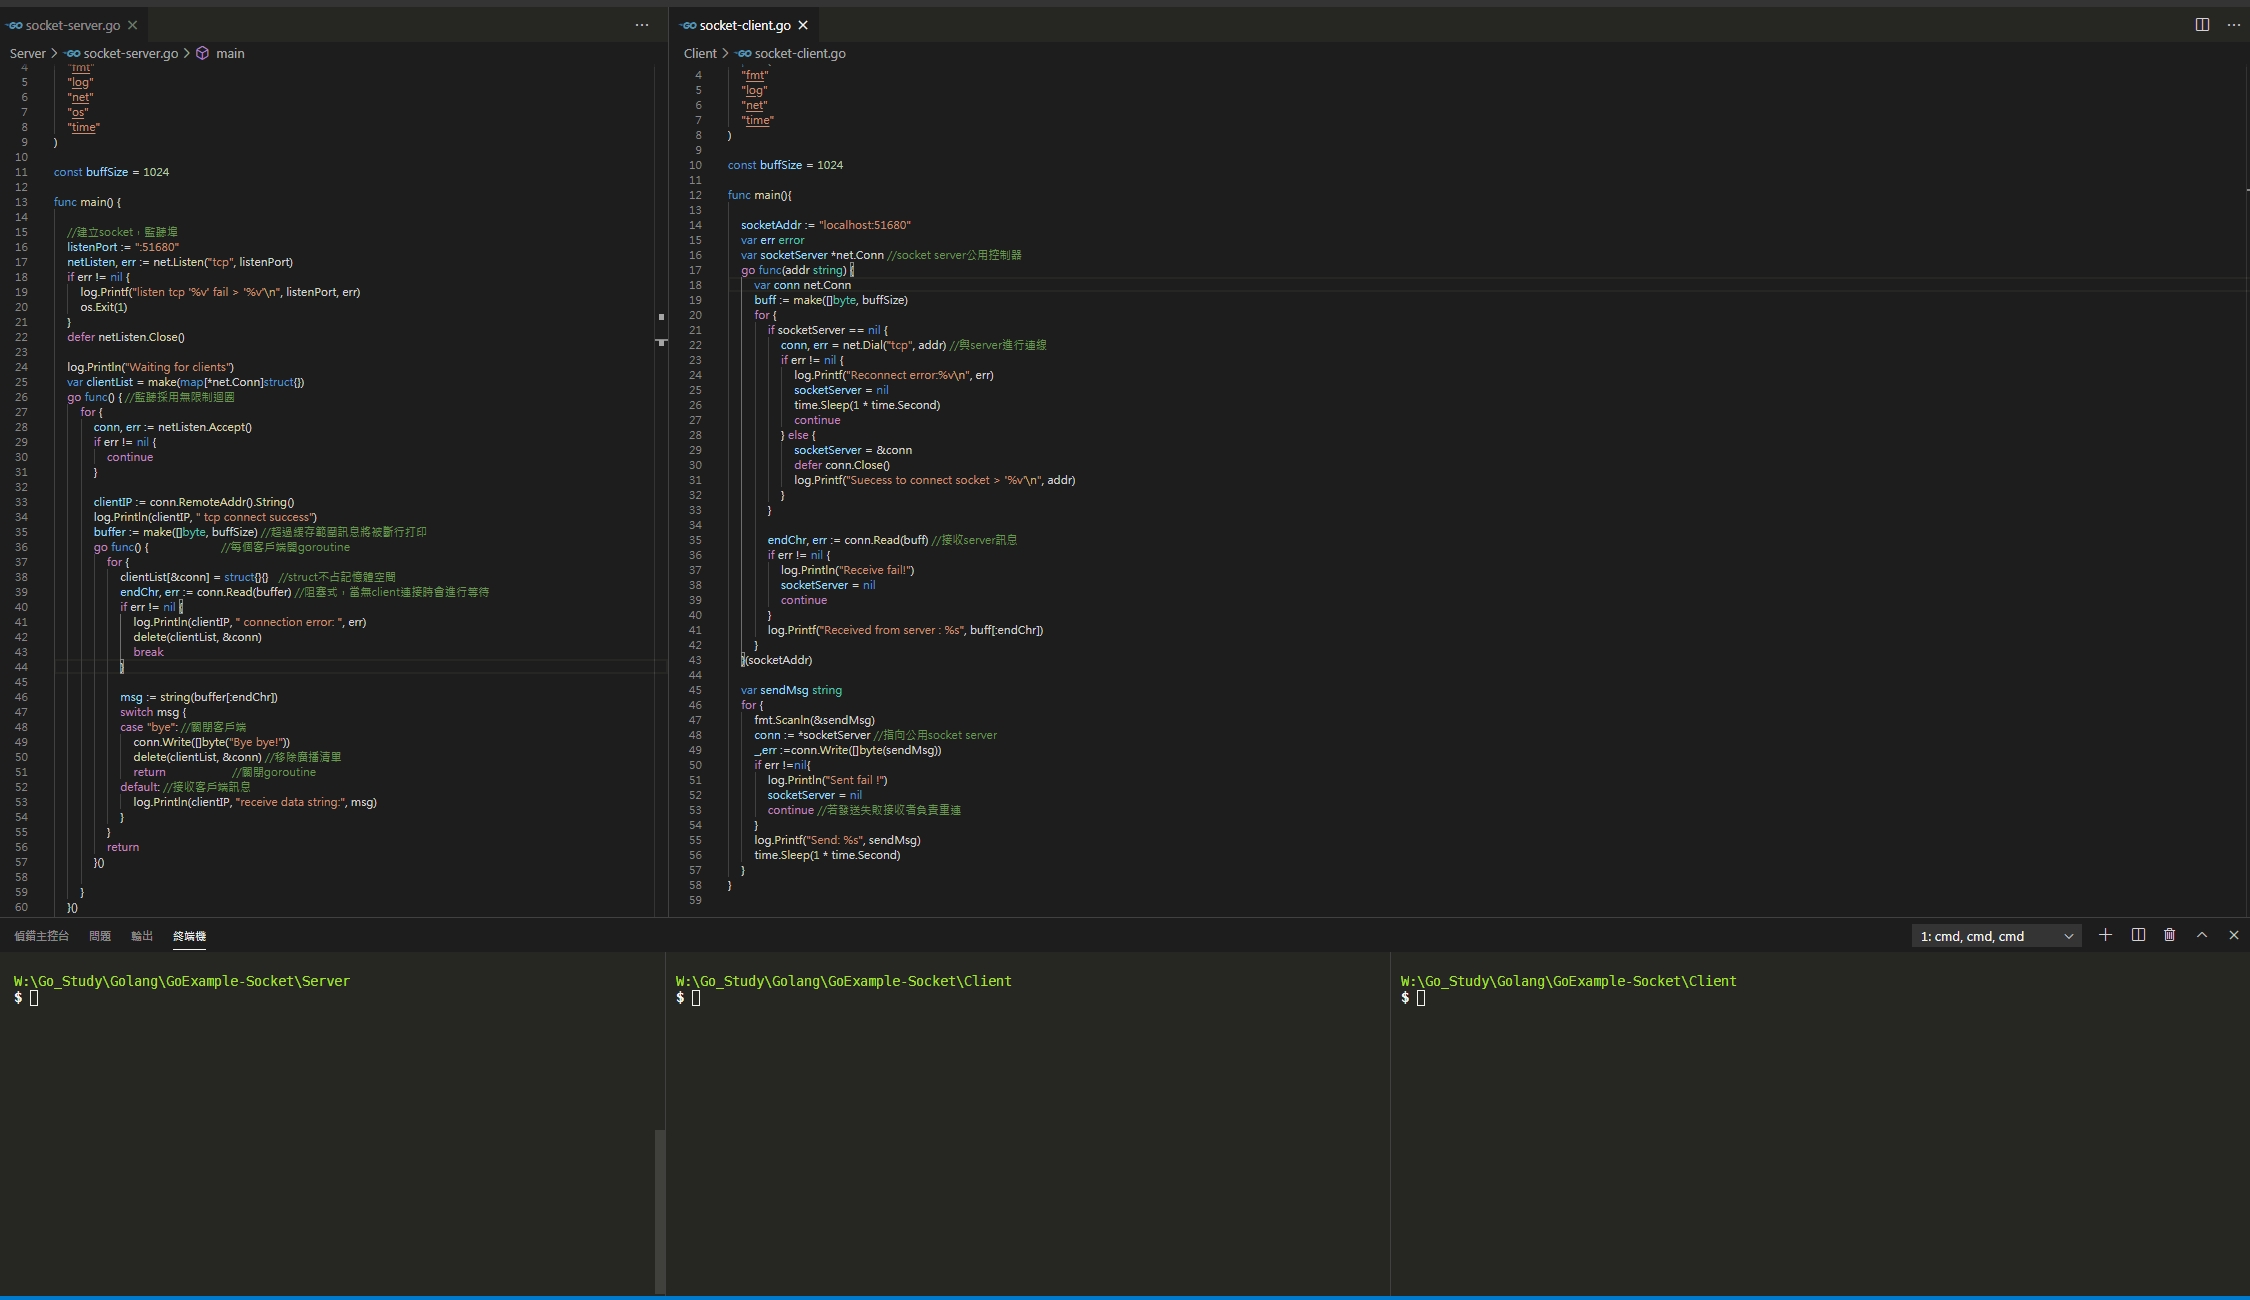 socket-server.go
Server > socket-server.go > main
4 "fmt"
5 "log"
6 "net"
7 "os"
8 "time"
9 )
10
11 const buffSize = 1024
12
13 func main() {
14
15 //建立socket，監聽埠
16 listenPort := ":51680"
17 netListen, err := net.Listen("tcp", listenPort)
18 if err != nil {
19 log.Printf("listen tcp '%v' fail > '%v'\n", listenPort, err)
20 os.Exit(1)
21 }
22 defer netListen.Close()
23
24 log.Println("Waiting for clients")
25 var clientList = make(map[*net.Conn]struct{})
26 go func() { //監聽採用無限制迴圈
27 for {
28 conn, err := netListen.Accept()
29 if err != nil {
30 continue
31 }
32
33 clientIP := conn.RemoteAddr().String()
34 log.Println(clientIP, " tcp connect success")
35 buffer := make([]byte, buffSize) //超過緩存範圍訊息將被斷行打印
36 go func() { //每個客戶端開goroutine
37 for {
38 clientList[&conn] = struct{}{} //struct不占記憶體空間
39 endChr, err := conn.Read(buffer) //阻塞式，當無client連接時會進行等待
40 if err != nil {
41 log.Println(clientIP, " connection error: ", err)
42 delete(clientList, &conn)
43 break
44 }
45
46 msg := string(buffer[:endChr])
47 switch msg {
48 case "bye": //關閉客戶端
49 conn.Write([]byte("Bye bye!"))
50 delete(clientList, &conn) //移除廣播清單
51 return //關閉goroutine
52 default: //接收客戶端訊息
53 log.Println(clientIP, "receive data string:", msg)
54 }
55 }
56 return
57 }()
58
59 }
60 }()
socket-client.go
Client > socket-client.go
4 "fmt"
5 "log"
6 "net"
7 "time"
8 )
9
10 const buffSize = 1024
11
12 func main(){
13
14 socketAddr := "localhost:51680"
15 var err error
16 var socketServer *net.Conn //socket server公用控制器
17 go func(addr string) {
18 var conn net.Conn
19 buff := make([]byte, buffSize)
20 for {
21 if socketServer == nil {
22 conn, err = net.Dial("tcp", addr) //與server進行連線
23 if err != nil {
24 log.Printf("Reconnect error:%v\n", err)
25 socketServer = nil
26 time.Sleep(1 * time.Second)
27 continue
28 } else {
29 socketServer = &conn
30 defer conn.Close()
31 log.Printf("Suecess to connect socket > '%v'\n", addr)
32 }
33 }
34
35 endChr, err := conn.Read(buff) //接收server訊息
36 if err != nil {
37 log.Println("Receive fail!")
38 socketServer = nil
39 continue
40 }
41 log.Printf("Received from server : %s", buff[:endChr])
42 }
43 }(socketAddr)
44
45 var sendMsg string
46 for {
47 fmt.Scanln(&sendMsg)
48 conn := *socketServer //指向公用socket server
49 _,err :=conn.Write([]byte(sendMsg))
50 if err !=nil{
51 log.Println("Sent fail !")
52 socketServer = nil
53 continue //若發送失敗接收者負責重連
54 }
55 log.Printf("Send: %s", sendMsg)
56 time.Sleep(1 * time.Second)
57 }
58 }
59
偵錯主控台 問題 輸出 終端機
1: cmd, cmd, cmd
W:\Go_Study\Golang\GoExample-Socket\Server
$
W:\Go_Study\Golang\GoExample-Socket\Client
$
W:\Go_Study\Golang\GoExample-Socket\Client
$